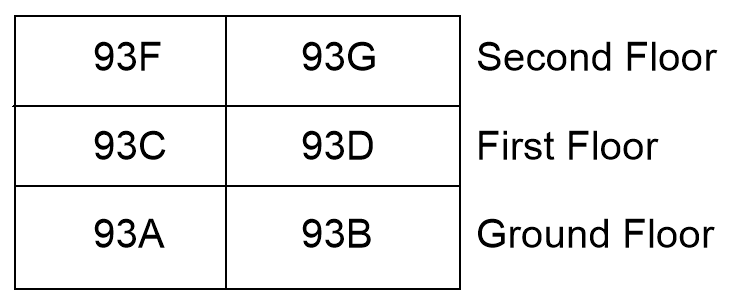 93F 93G Second Floor
93C 93D First Floor
93A 93B Ground Floor